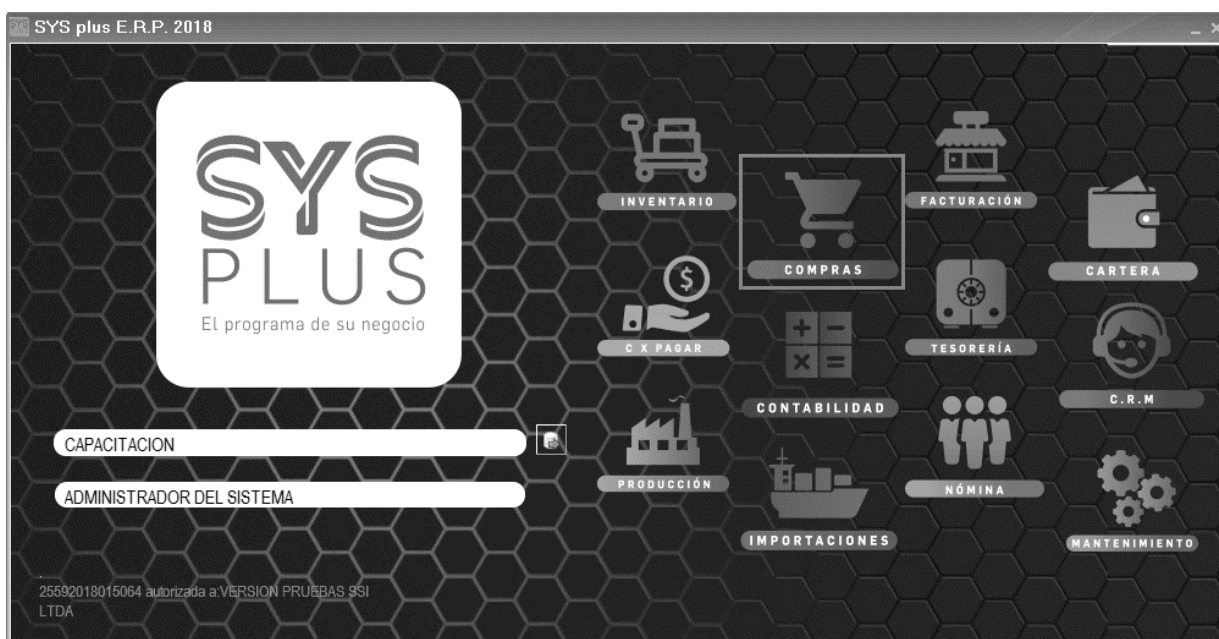 SYS plus E.R.P. 2018
SYS
PLUS
El programa de su negocio
CAPACITACION
ADMINISTRADOR DEL SISTEMA
25592018015064 autorizada a:VERSION PRUEBAS SSI
LTDA
INVENTARIO
COMPRAS
FACTURACIÓN
CARTERA
C X PAGAR
CONTABILIDAD
TESORERÍA
C.R.M
PRODUCCIÓN
IMPORTACIONES
NÓMINA
MANTENIMIENTO